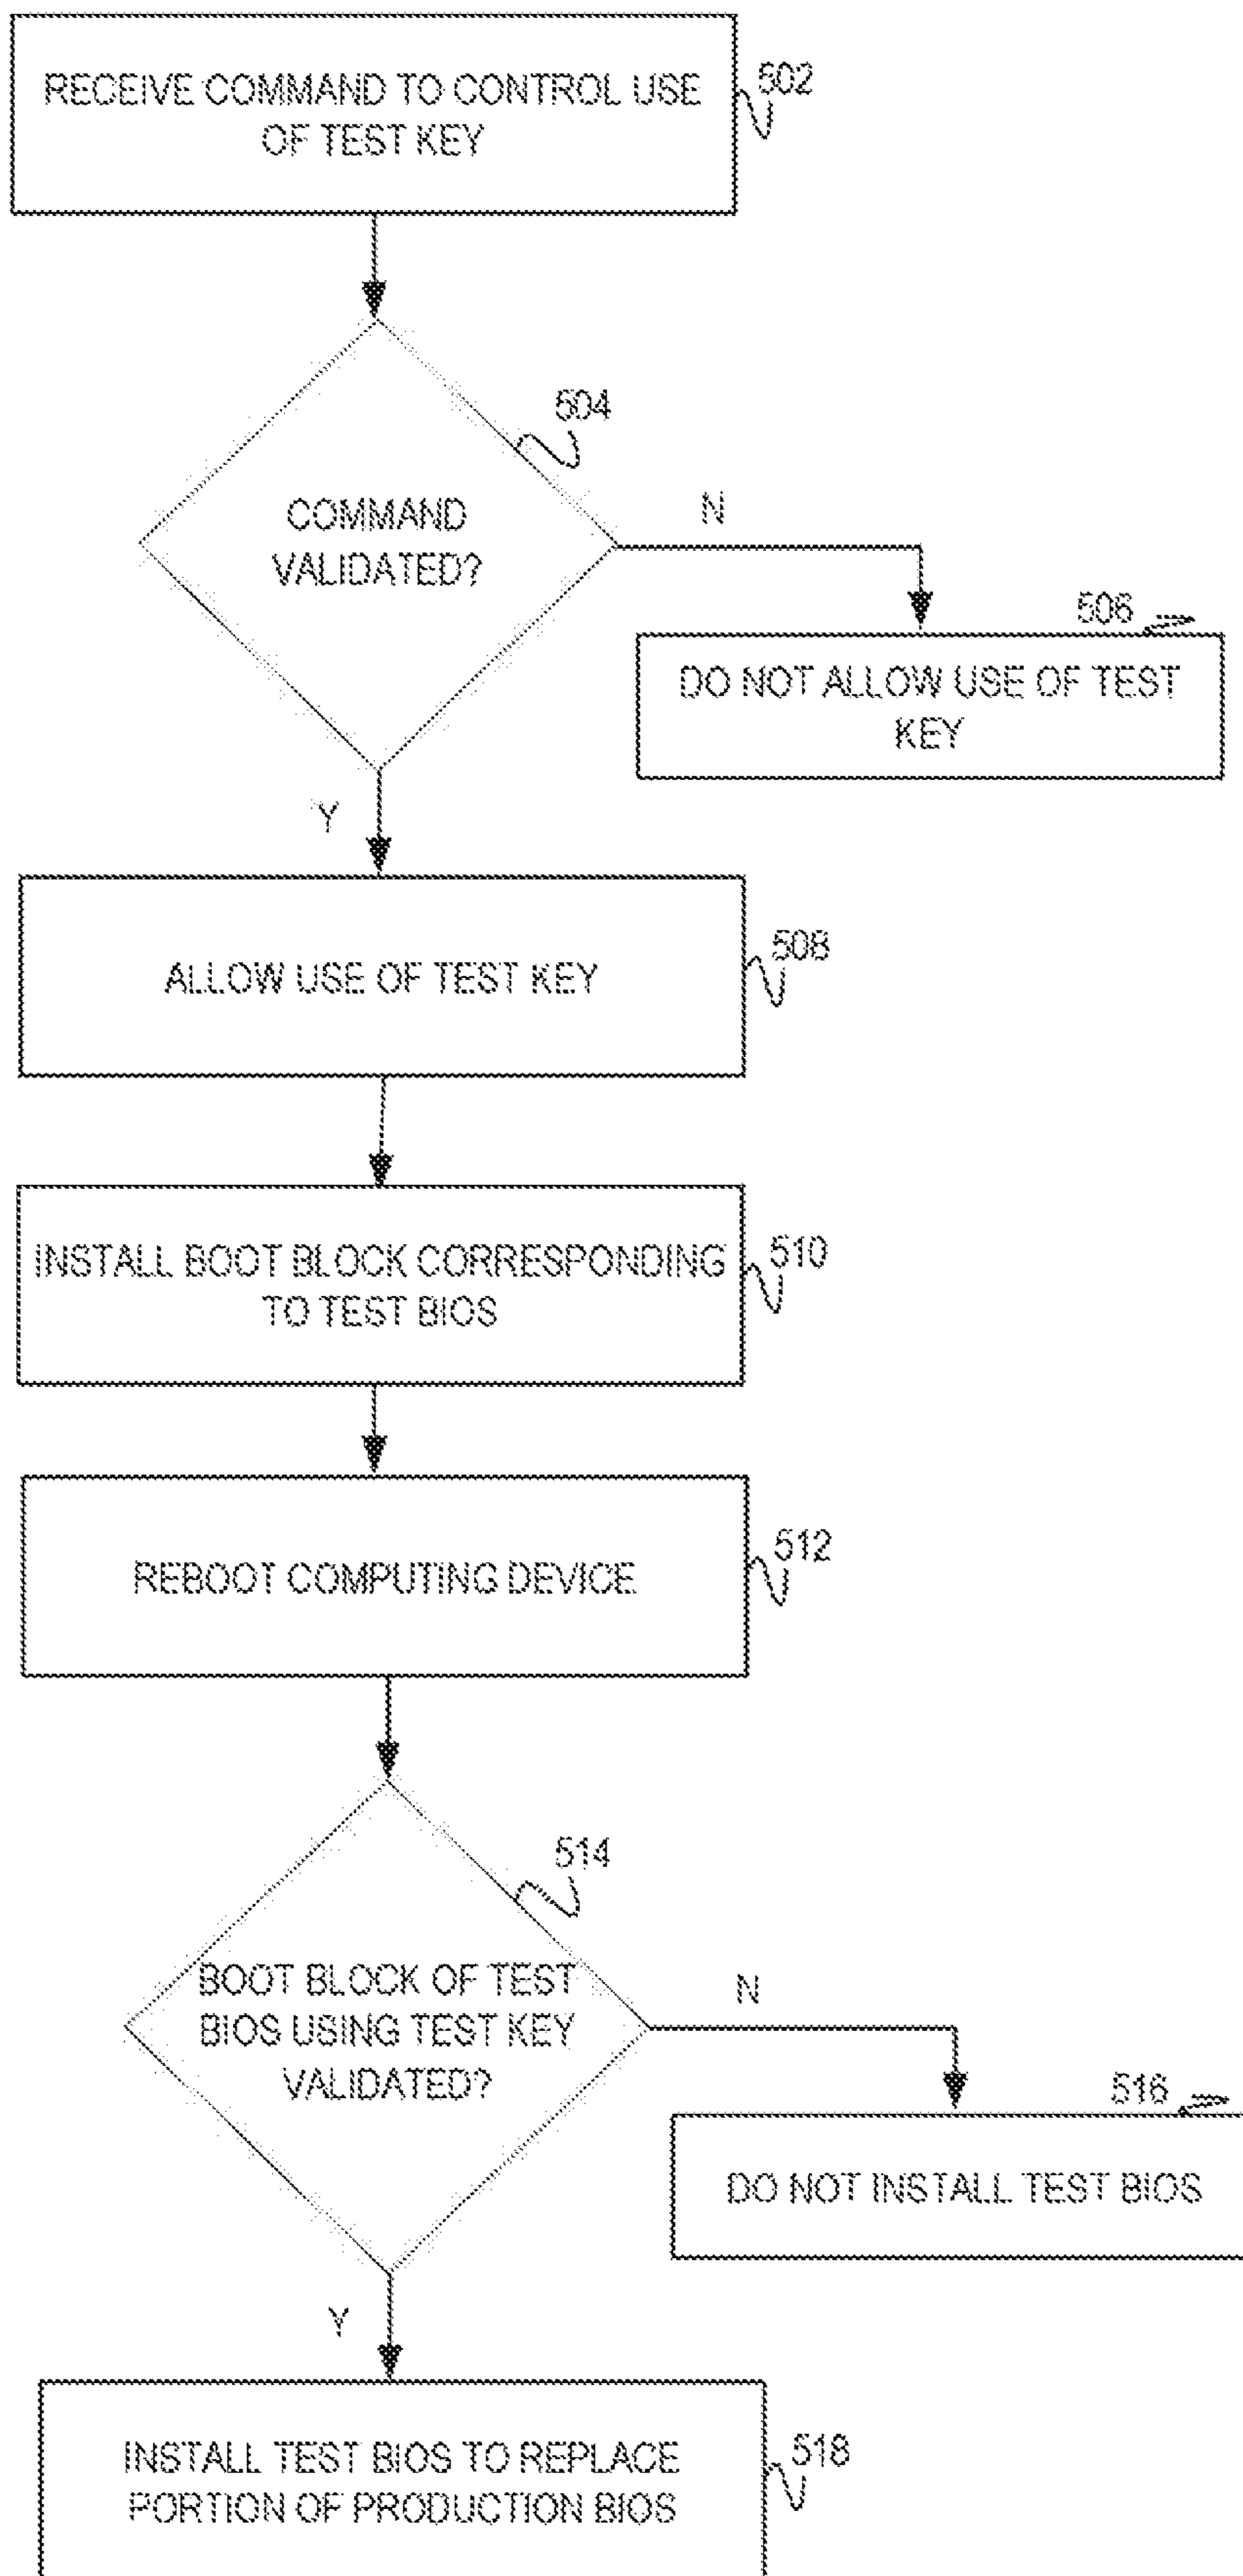 RECEIVE COMMAND TO CONTROL USE
OF TEST KEY
502
504
COMMAND
VALIDATED?
N
506
DO NOT ALLOW USE OF TEST
KEY
Y
508
ALLOW USE OF TEST KEY
510
INSTALL BOOT BLOCK CORRESPONDING
TO TEST BIOS
512
REBOOT COMPUTING DEVICE
514
BOOT BLOCK OF TEST
BIOS USING TEST KEY
VALIDATED?
N
516
DO NOT INSTALL TEST BIOS
Y
518
INSTALL TEST BIOS TO REPLACE
PORTION OF PRODUCTION BIOS